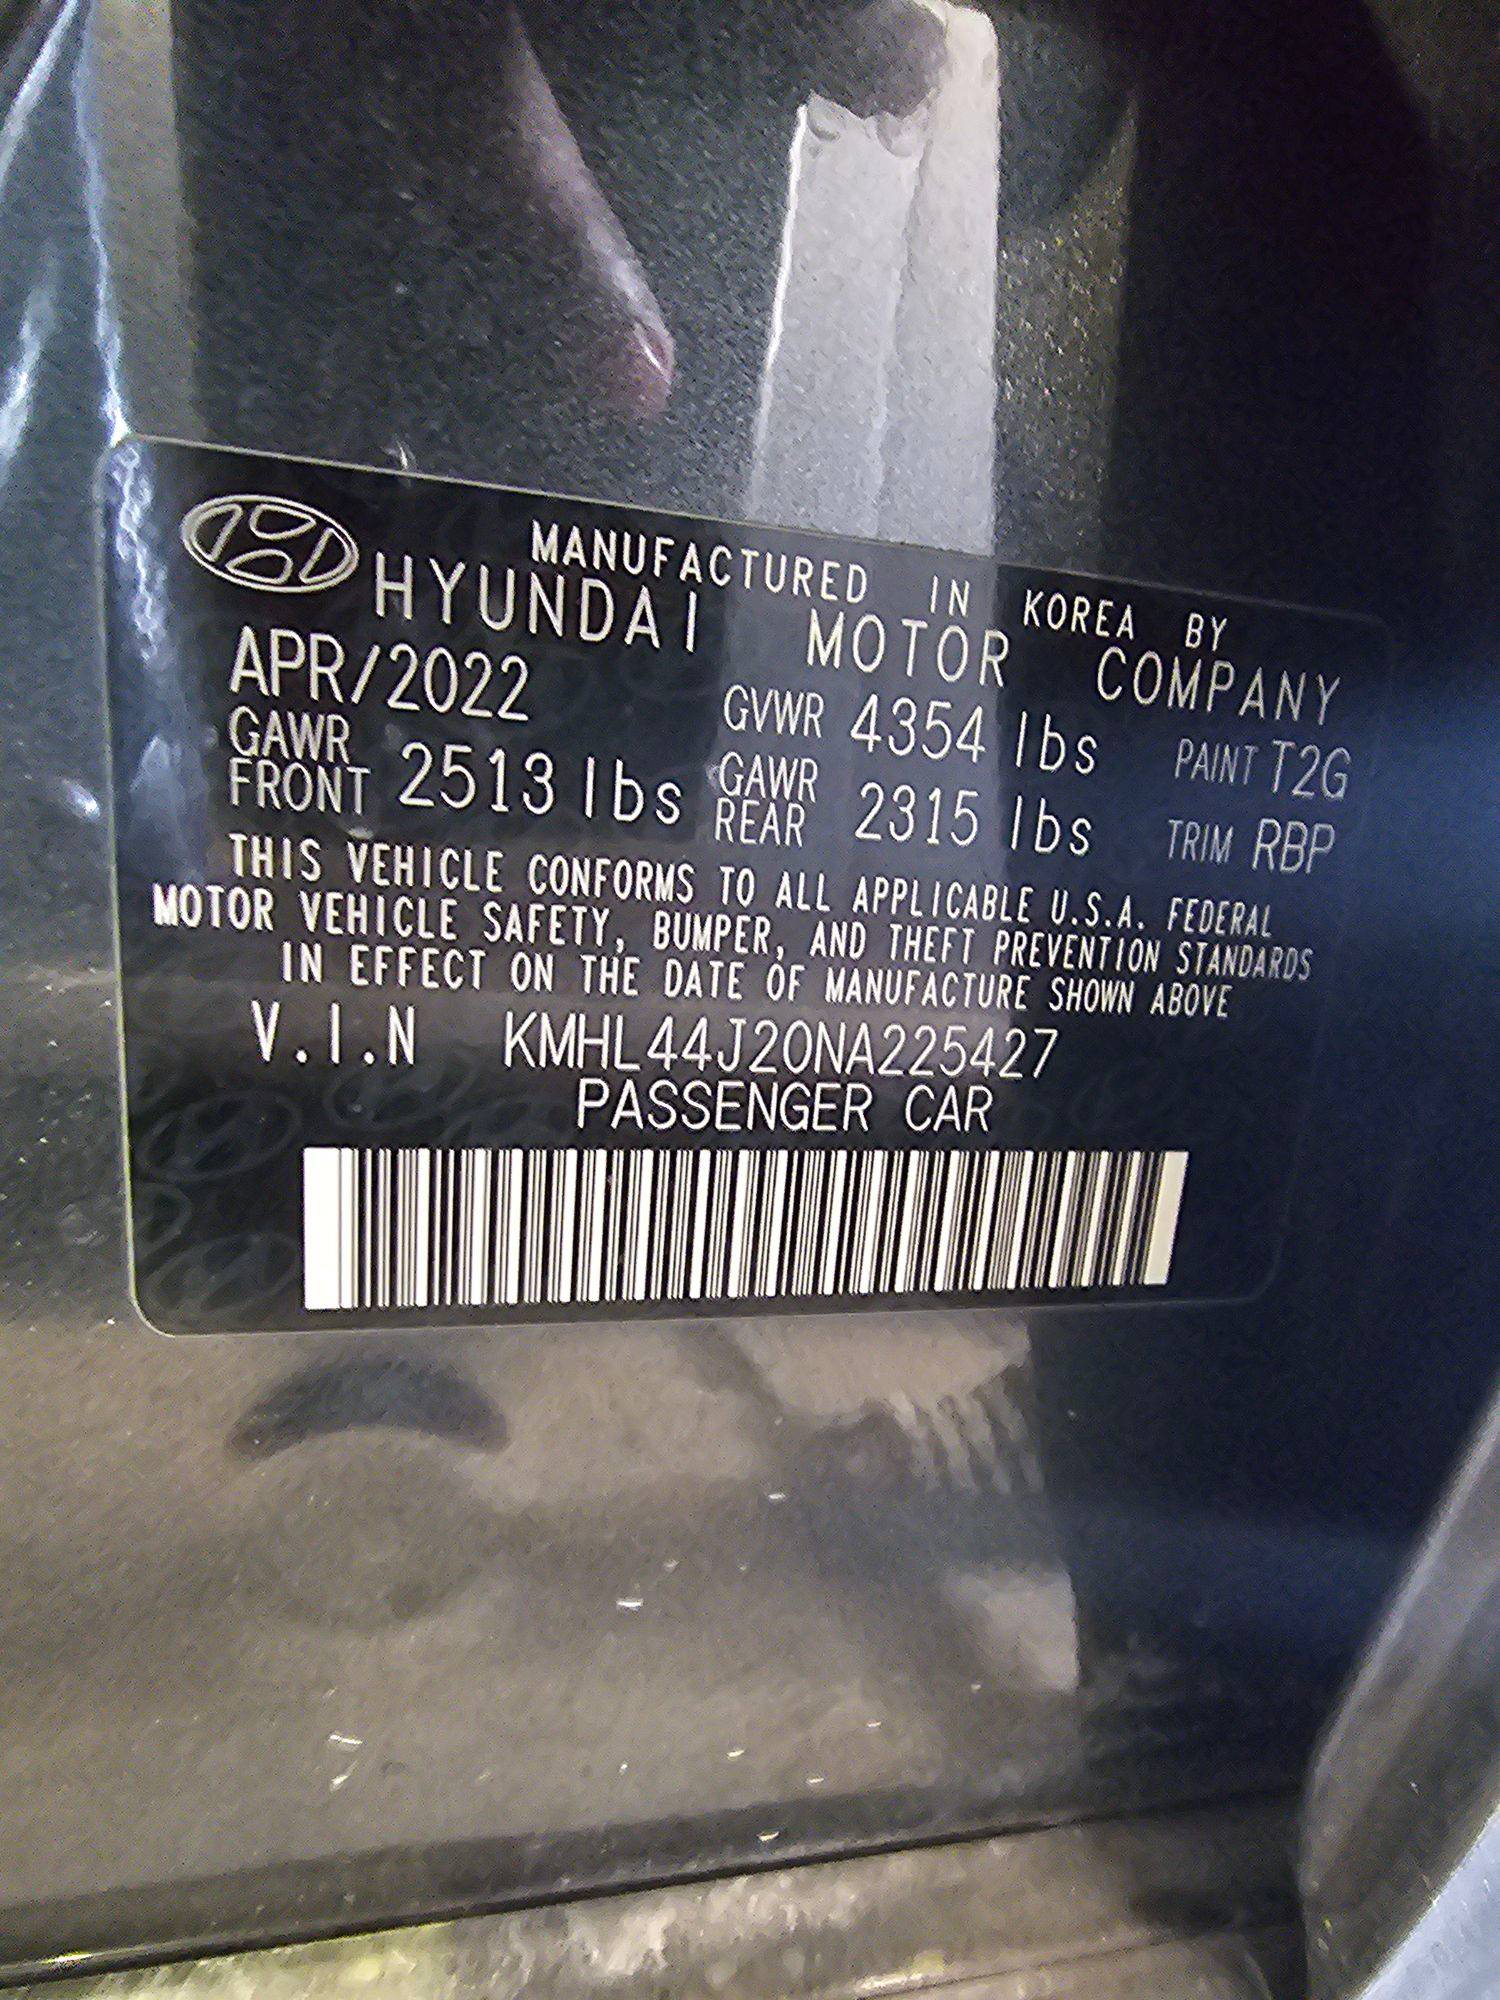 MANUFACTURED IN KOREA BY
HYUNDAI MOTOR COMPANY
APR/2022 GVWR 4354 lbs PAINT T2G
GAWR FRONT 2513 lbs GAWR REAR 2315 lbs TRIM RBP
THIS VEHICLE CONFORMS TO ALL APPLICABLE U.S.A. FEDERAL
MOTOR VEHICLE SAFETY, BUMPER, AND THEFT PREVENTION STANDARDS
IN EFFECT ON THE DATE OF MANUFACTURE SHOWN ABOVE
V.I.N KMHL44J20NA225427
PASSENGER CAR